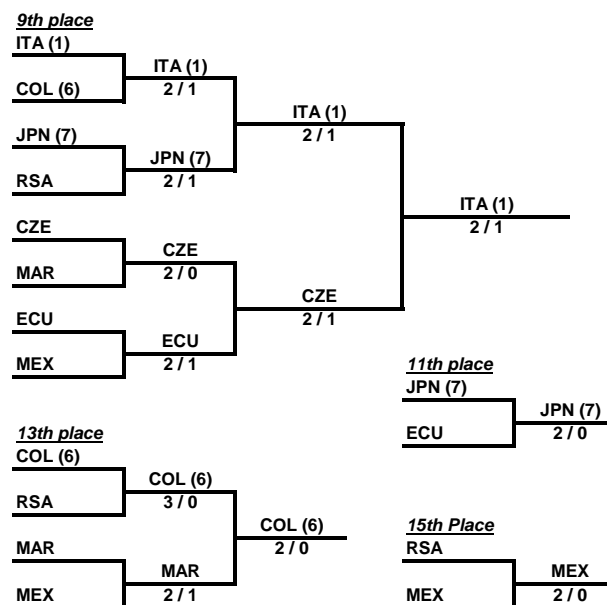 9th place
ITA (1)
ITA (1)
COL (6)
2 / 1
ITA (1)
JPN (7)
2 / 1
JPN (7)
RSA
2 / 1
ITA (1)
CZE
2 / 1
CZE
MAR
2 / 0
CZE
ECU
2 / 1
ECU
MEX
2 / 1
11th place
JPN (7)
JPN (7)
ECU
2 / 0
13th place
COL (6)
COL (6)
RSA
3 / 0
COL (6)
MAR
2 / 0
MAR
MEX
2 / 1
15th Place
RSA
MEX
MEX
2 / 0